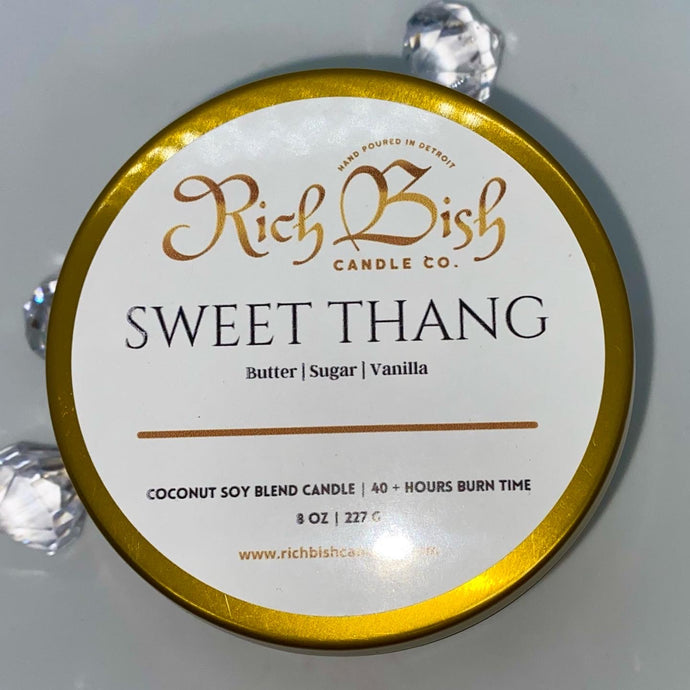 HAND POURED IN DETROIT
Rich Bish
CANDLE CO.
SWEET THANG
Butter | Sugar | Vanilla
COCONUT SOY BLEND CANDLE | 40 + HOURS BURN TIME
8 OZ | 227 G